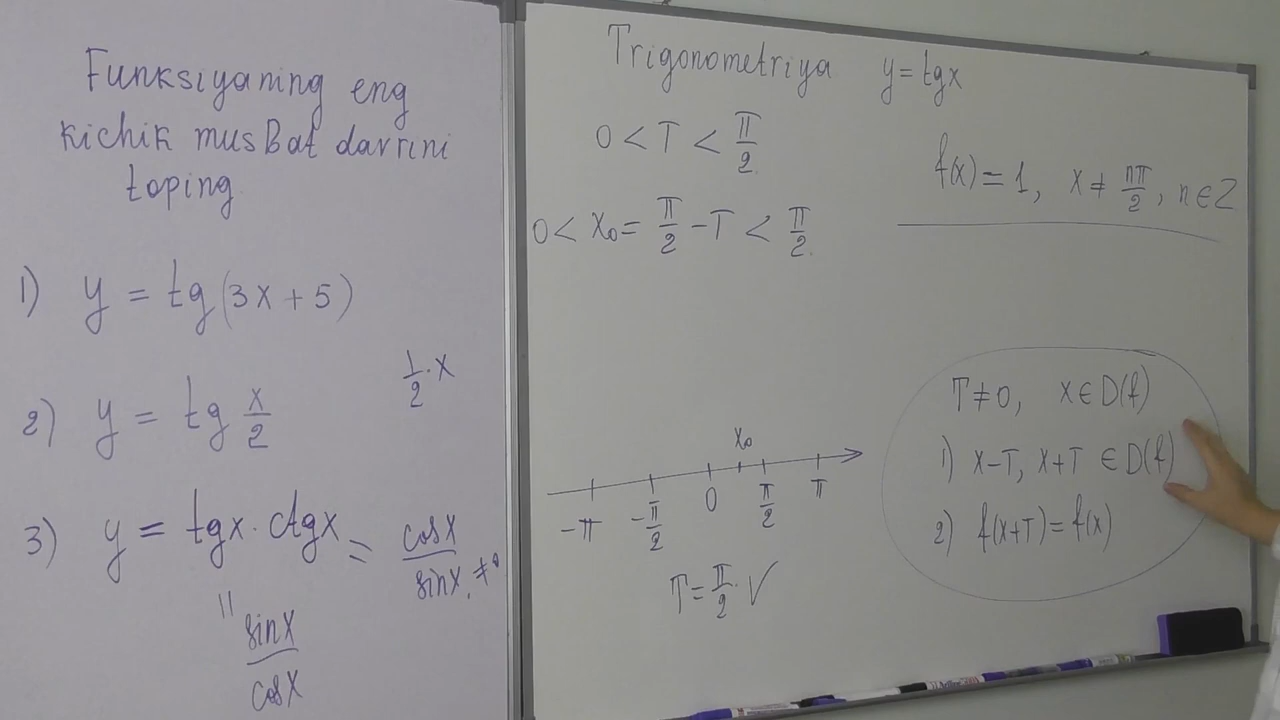 Funksiyaning eng
kichik musbat davrini
toping
1) y = tg(3x+5)
2) y = tg x/2
1/2 · x
3) y = tgx · ctgx = cosx/sinx, ≠0
|| sinx/cosx
Trigonometriya y = tgx
0 < T < π/2
0 < x₀ = π/2 - T < π/2
f(x) = 1, x ≠ nπ/2, n ∈ Z
-π -π/2 0 x₀ π/2 π
T = π/2. √
T ≠ 0, x ∈ D(f)
1) x-T, x+T ∈ D(f)
2) f(x+T) = f(x)